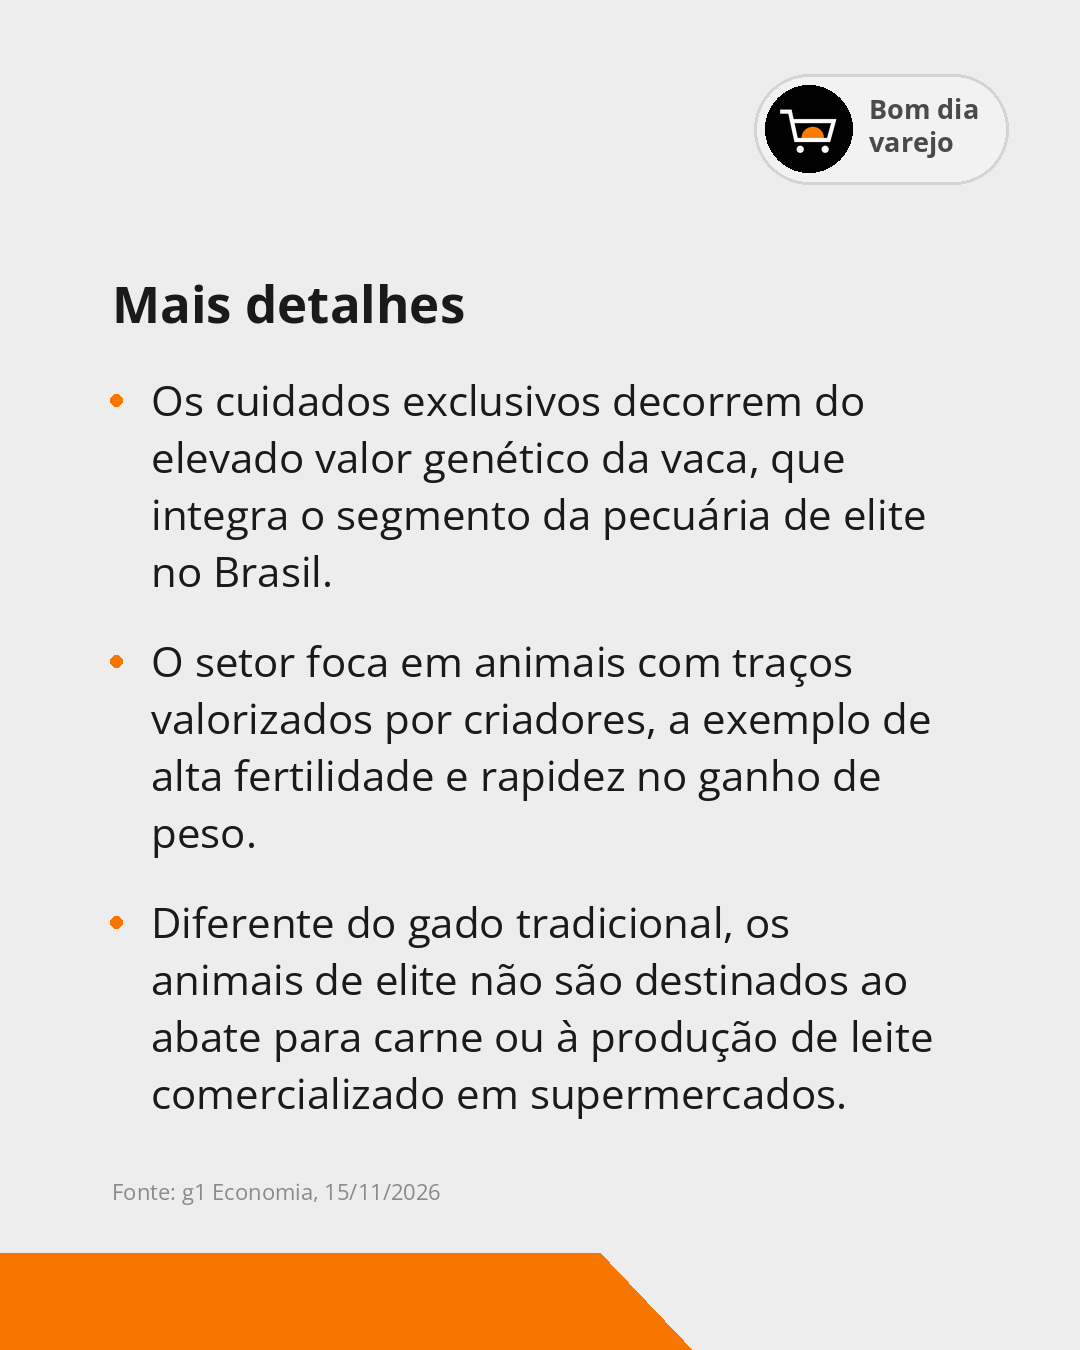 Bom dia
varejo
Mais detalhes
• Os cuidados exclusivos decorrem do
elevado valor genético da vaca, que
integra o segmento da pecuária de elite
no Brasil.
• O setor foca em animais com traços
valorizados por criadores, a exemplo de
alta fertilidade e rapidez no ganho de
peso.
• Diferente do gado tradicional, os
animais de elite não são destinados ao
abate para carne ou à produção de leite
comercializado em supermercados.
Fonte: g1 Economia, 15/11/2026